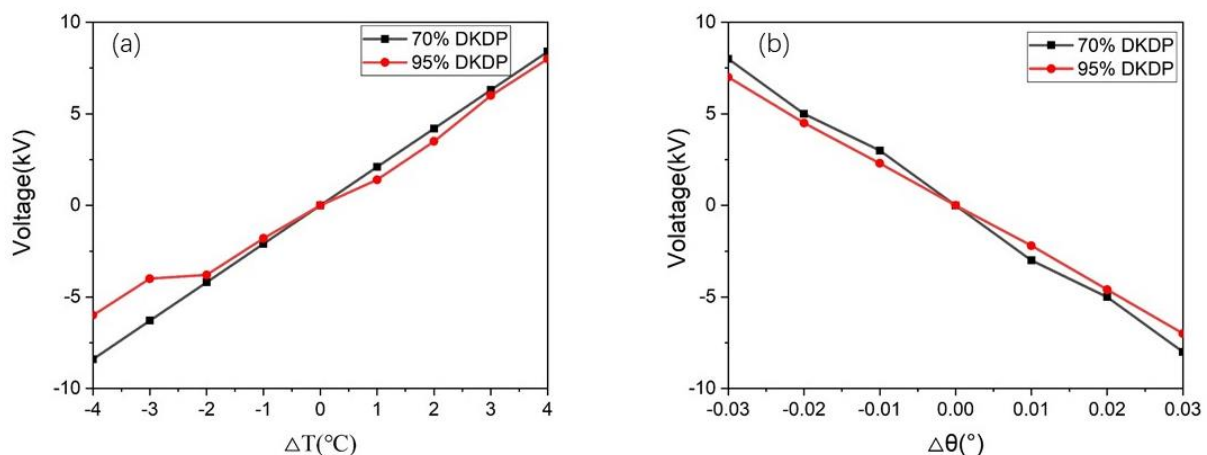 (a)
70% DKDP
95% DKDP
Voltage(kV)
10
5
0
-5
-10
-4 -3 -2 -1 0 1 2 3 4
△T(°C)
(b)
70% DKDP
95% DKDP
Volatage(kV)
10
5
0
-5
-10
-0.03 -0.02 -0.01 0.00 0.01 0.02 0.03
△θ(°)